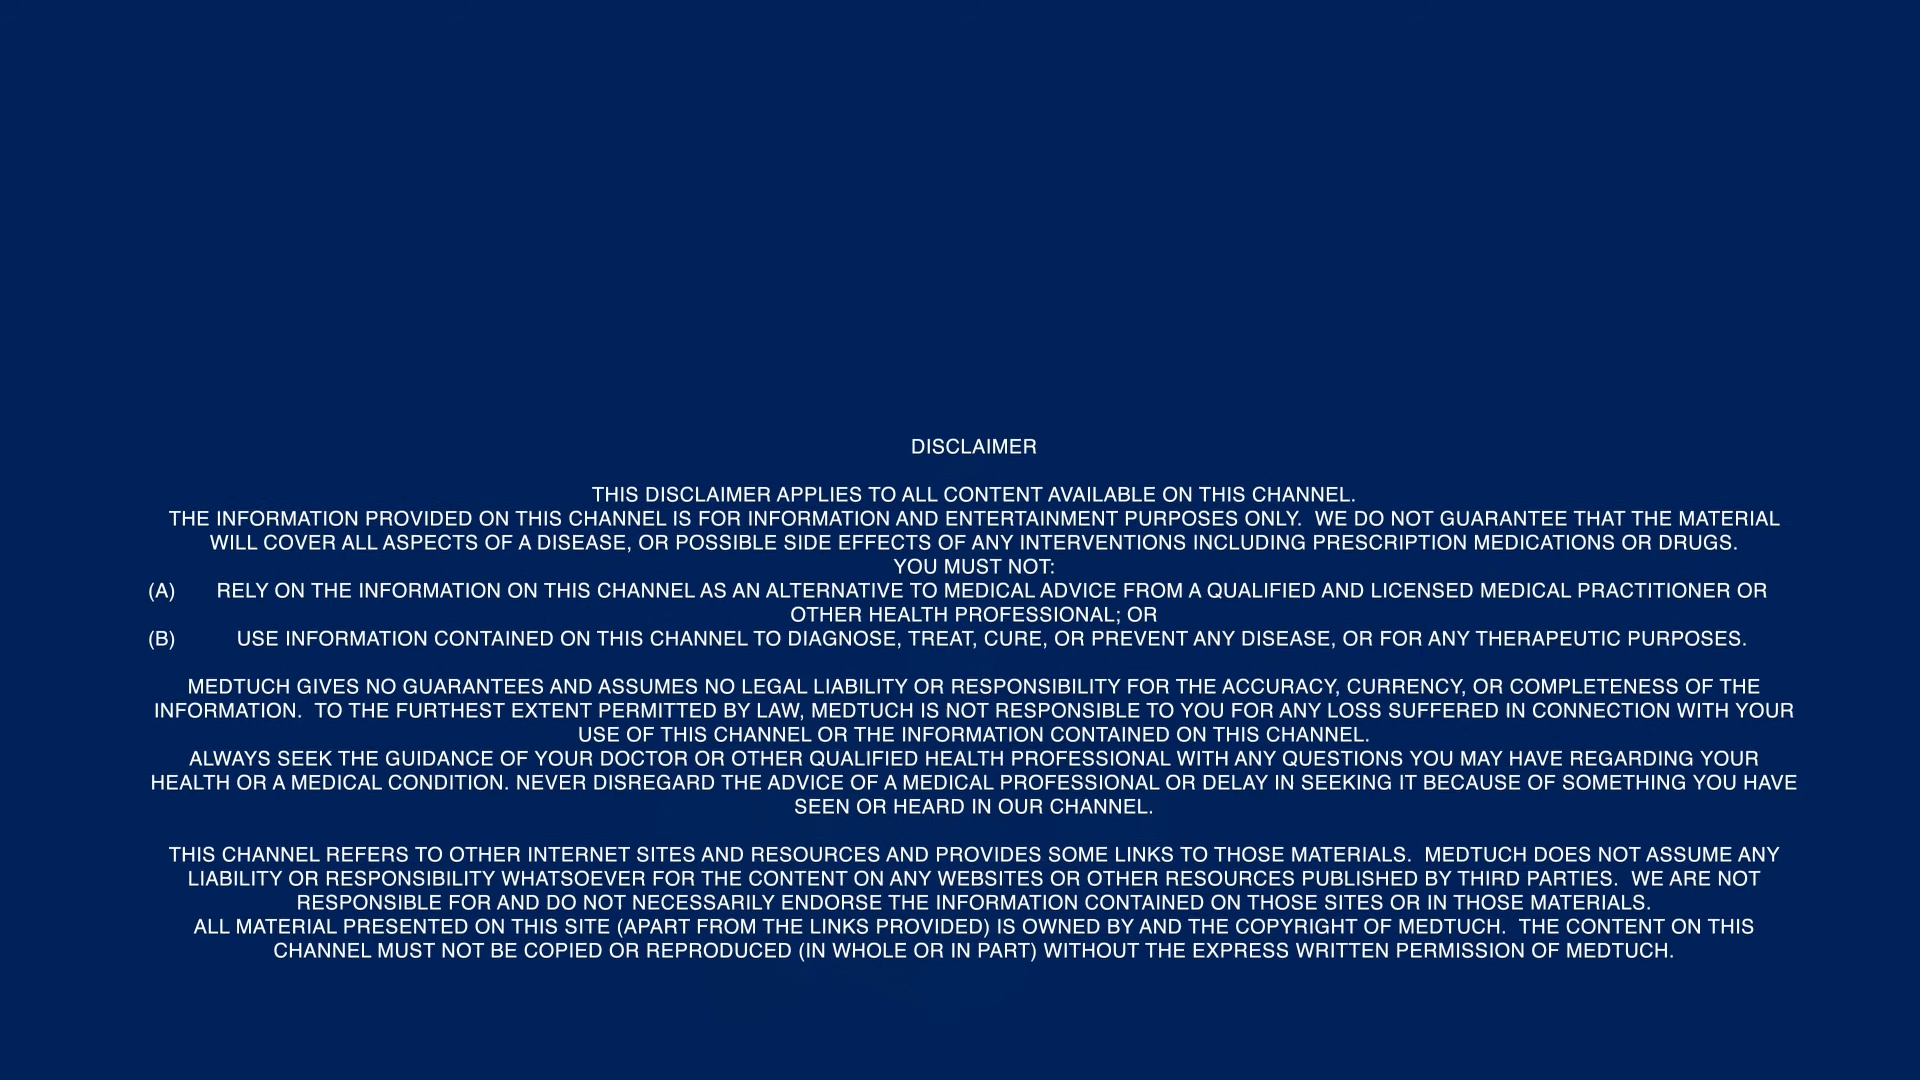 DISCLAIMER
THIS DISCLAIMER APPLIES TO ALL CONTENT AVAILABLE ON THIS CHANNEL.
THE INFORMATION PROVIDED ON THIS CHANNEL IS FOR INFORMATION AND ENTERTAINMENT PURPOSES ONLY.  WE DO NOT GUARANTEE THAT THE MATERIAL
WILL COVER ALL ASPECTS OF A DISEASE, OR POSSIBLE SIDE EFFECTS OF ANY INTERVENTIONS INCLUDING PRESCRIPTION MEDICATIONS OR DRUGS.
YOU MUST NOT:
(A) RELY ON THE INFORMATION ON THIS CHANNEL AS AN ALTERNATIVE TO MEDICAL ADVICE FROM A QUALIFIED AND LICENSED MEDICAL PRACTITIONER OR
OTHER HEALTH PROFESSIONAL; OR
(B) USE INFORMATION CONTAINED ON THIS CHANNEL TO DIAGNOSE, TREAT, CURE, OR PREVENT ANY DISEASE, OR FOR ANY THERAPEUTIC PURPOSES.
MEDTUCH GIVES NO GUARANTEES AND ASSUMES NO LEGAL LIABILITY OR RESPONSIBILITY FOR THE ACCURACY, CURRENCY, OR COMPLETENESS OF THE
INFORMATION.  TO THE FURTHEST EXTENT PERMITTED BY LAW, MEDTUCH IS NOT RESPONSIBLE TO YOU FOR ANY LOSS SUFFERED IN CONNECTION WITH YOUR
USE OF THIS CHANNEL OR THE INFORMATION CONTAINED ON THIS CHANNEL.
ALWAYS SEEK THE GUIDANCE OF YOUR DOCTOR OR OTHER QUALIFIED HEALTH PROFESSIONAL WITH ANY QUESTIONS YOU MAY HAVE REGARDING YOUR
HEALTH OR A MEDICAL CONDITION. NEVER DISREGARD THE ADVICE OF A MEDICAL PROFESSIONAL OR DELAY IN SEEKING IT BECAUSE OF SOMETHING YOU HAVE
SEEN OR HEARD IN OUR CHANNEL.
THIS CHANNEL REFERS TO OTHER INTERNET SITES AND RESOURCES AND PROVIDES SOME LINKS TO THOSE MATERIALS.  MEDTUCH DOES NOT ASSUME ANY
LIABILITY OR RESPONSIBILITY WHATSOEVER FOR THE CONTENT ON ANY WEBSITES OR OTHER RESOURCES PUBLISHED BY THIRD PARTIES.  WE ARE NOT
RESPONSIBLE FOR AND DO NOT NECESSARILY ENDORSE THE INFORMATION CONTAINED ON THOSE SITES OR IN THOSE MATERIALS.
ALL MATERIAL PRESENTED ON THIS SITE (APART FROM THE LINKS PROVIDED) IS OWNED BY AND THE COPYRIGHT OF MEDTUCH.  THE CONTENT ON THIS
CHANNEL MUST NOT BE COPIED OR REPRODUCED (IN WHOLE OR IN PART) WITHOUT THE EXPRESS WRITTEN PERMISSION OF MEDTUCH.